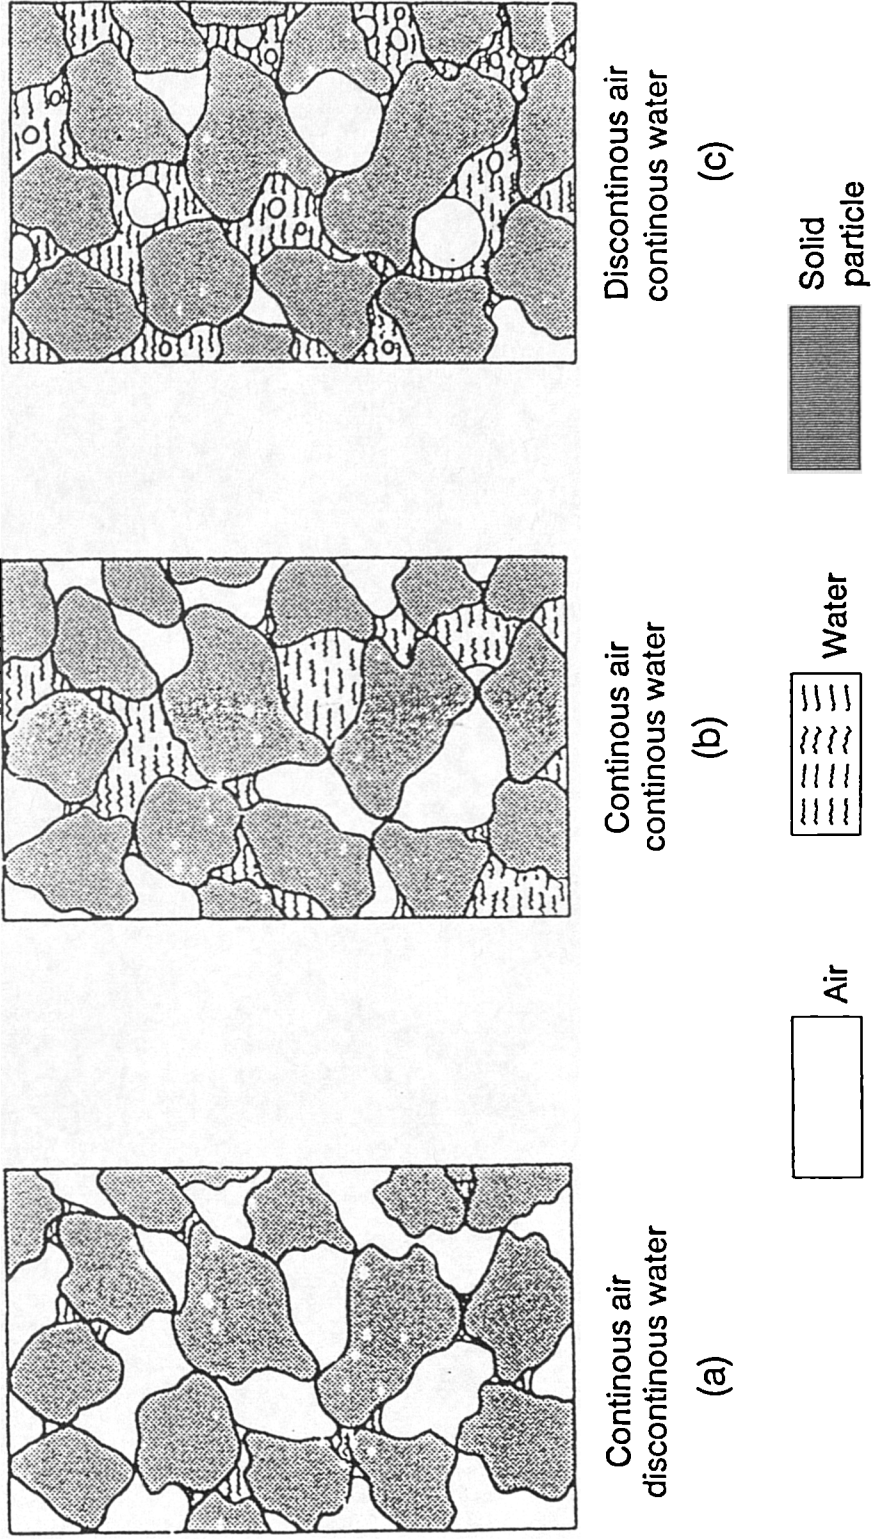 Continous air
discontinous water
(a)
Continous air
continous water
(b)
Discontinous air
continous water
(c)
Air
Water
Solid
particle